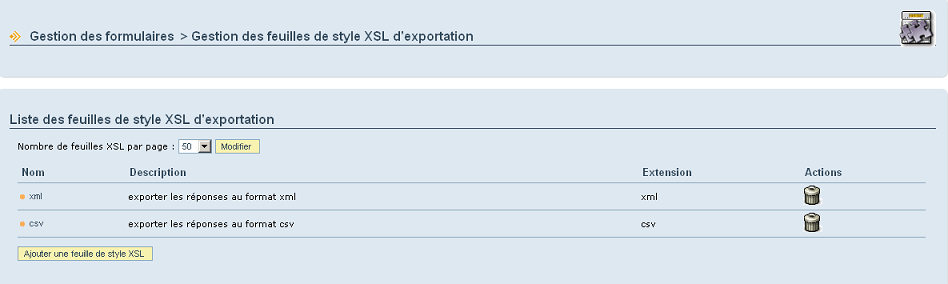 Gestion des formulaires > Gestion des feuilles de style XSL d'exportation
Liste des feuilles de style XSL d'exportation
Nombre de feuilles XSL par page : 50 Modifier
Nom Description Extension Actions
xml exporter les réponses au format xml xml
csv exporter les réponses au format csv csv
Ajouter une feuille de style XSL